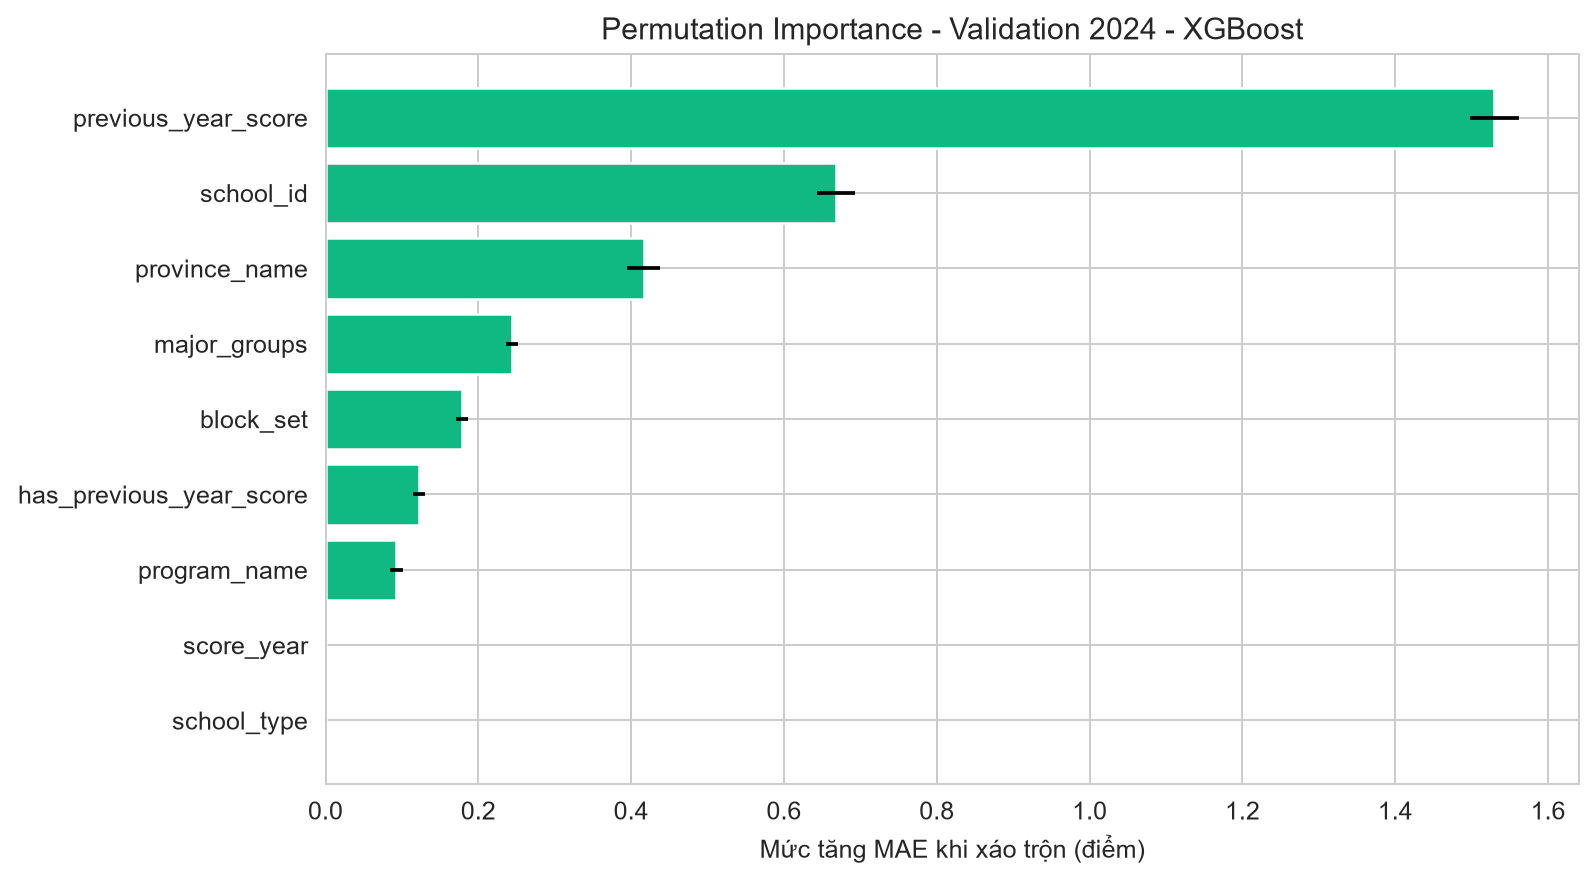 Permutation Importance - Validation 2024 - XGBoost
previous_year_score
school_id
province_name
major_groups
block_set
has_previous_year_score
program_name
score_year
school_type
0.0 0.2 0.4 0.6 0.8 1.0 1.2 1.4 1.6
Mức tăng MAE khi xáo trộn (điểm)